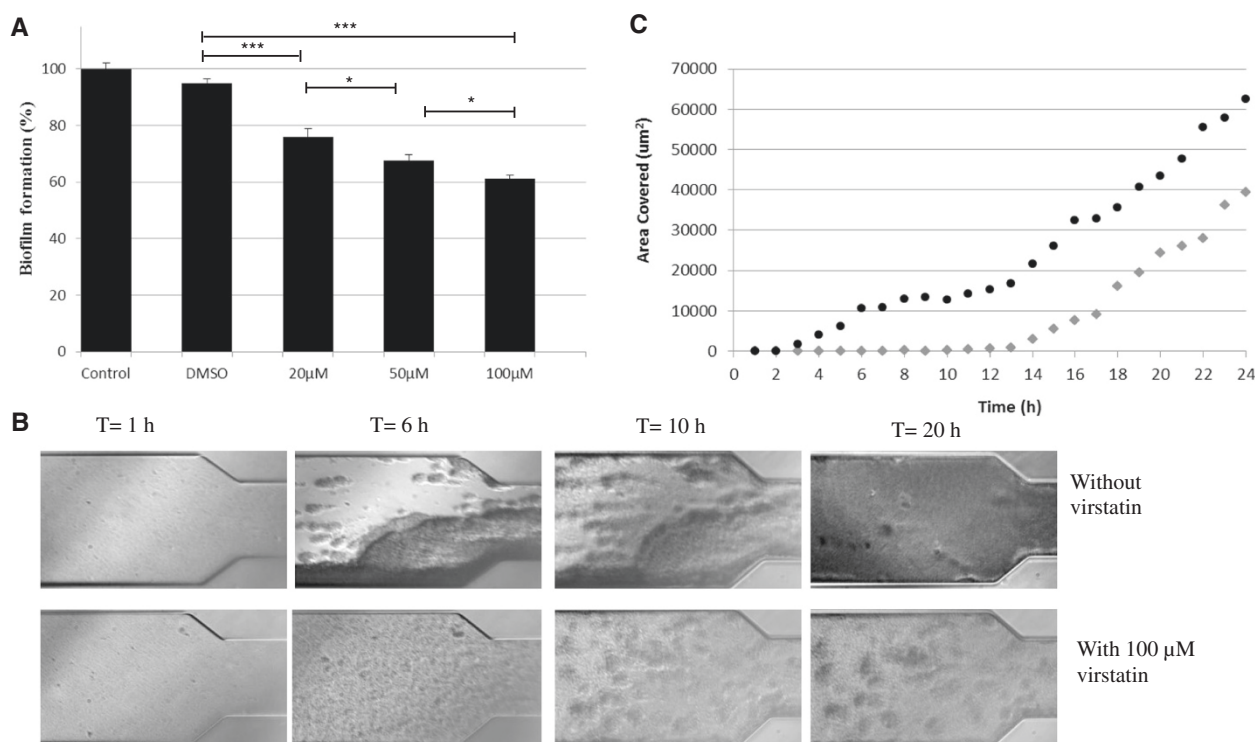 A
***
***
*
*
Biofilm formation (%)
100
80
60
40
20
0
Control DMSO 20µM 50µM 100µM
C
Area Covered (um²)
70000
60000
50000
40000
30000
20000
10000
0
0 2 4 6 8 10 12 14 16 18 20 22 24
Time (h)
B
T= 1 h T= 6 h T= 10 h T= 20 h
Without
virstatin
With 100 µM
virstatin